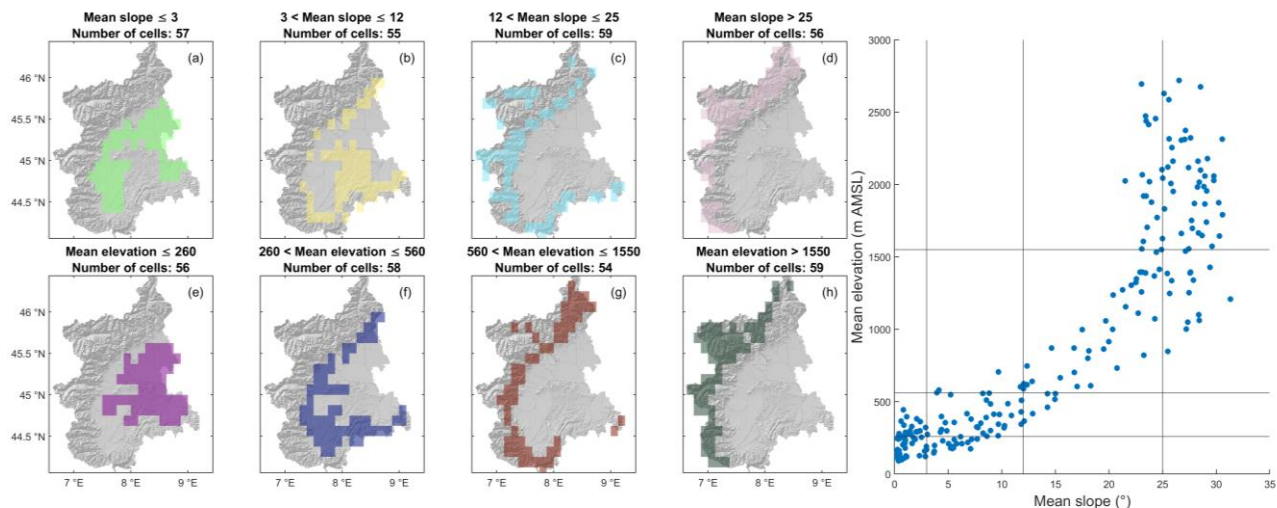 Mean slope ≤ 3
Number of cells: 57
(a)
46 °N
45.5 °N
45 °N
44.5 °N
3 < Mean slope ≤ 12
Number of cells: 55
(b)
12 < Mean slope ≤ 25
Number of cells: 59
(c)
Mean slope > 25
Number of cells: 56
(d)
Mean elevation ≤ 260
Number of cells: 56
(e)
46 °N
45.5 °N
45 °N
44.5 °N
7 °E 8 °E 9 °E
260 < Mean elevation ≤ 560
Number of cells: 58
(f)
7 °E 8 °E 9 °E
560 < Mean elevation ≤ 1550
Number of cells: 54
(g)
7 °E 8 °E 9 °E
Mean elevation > 1550
Number of cells: 59
(h)
7 °E 8 °E 9 °E
Mean elevation (m AMSL)
3000
2500
2000
1500
1000
500
0
0 5 10 15 20 25 30 35
Mean slope (°)